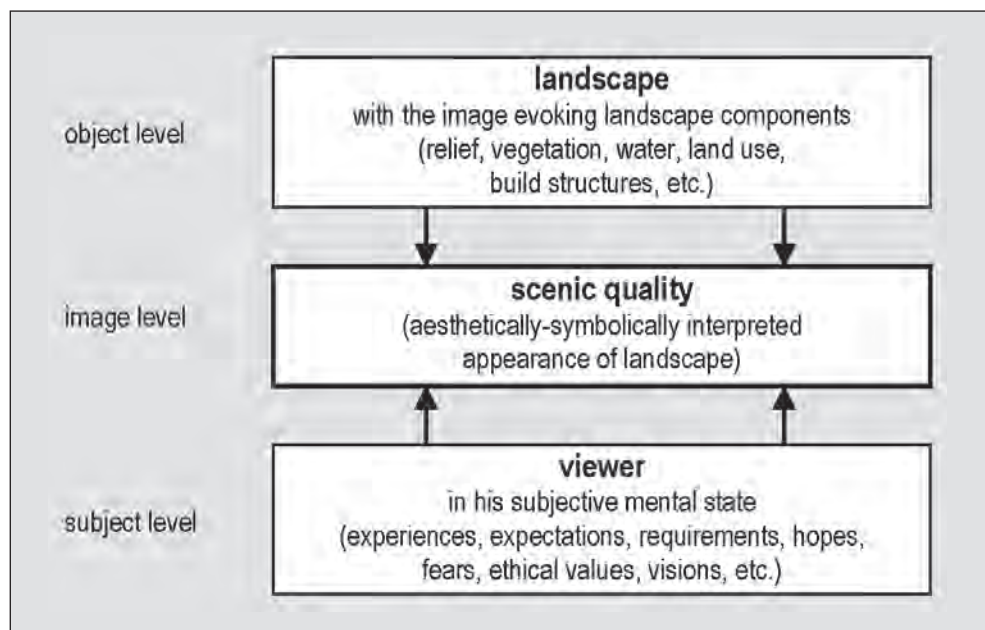 landscape
with the image evoking landscape components
object level
(relief, vegetation, water, land use,
build structures, etc.)
scenic quality
image level
(aesthetically-symbolically interpreted
appearance of landscape)
viewer
in his subjective mental state
subject level
(experiences, expectations, requirements, hopes,
fears, ethical values, visions, etc.)